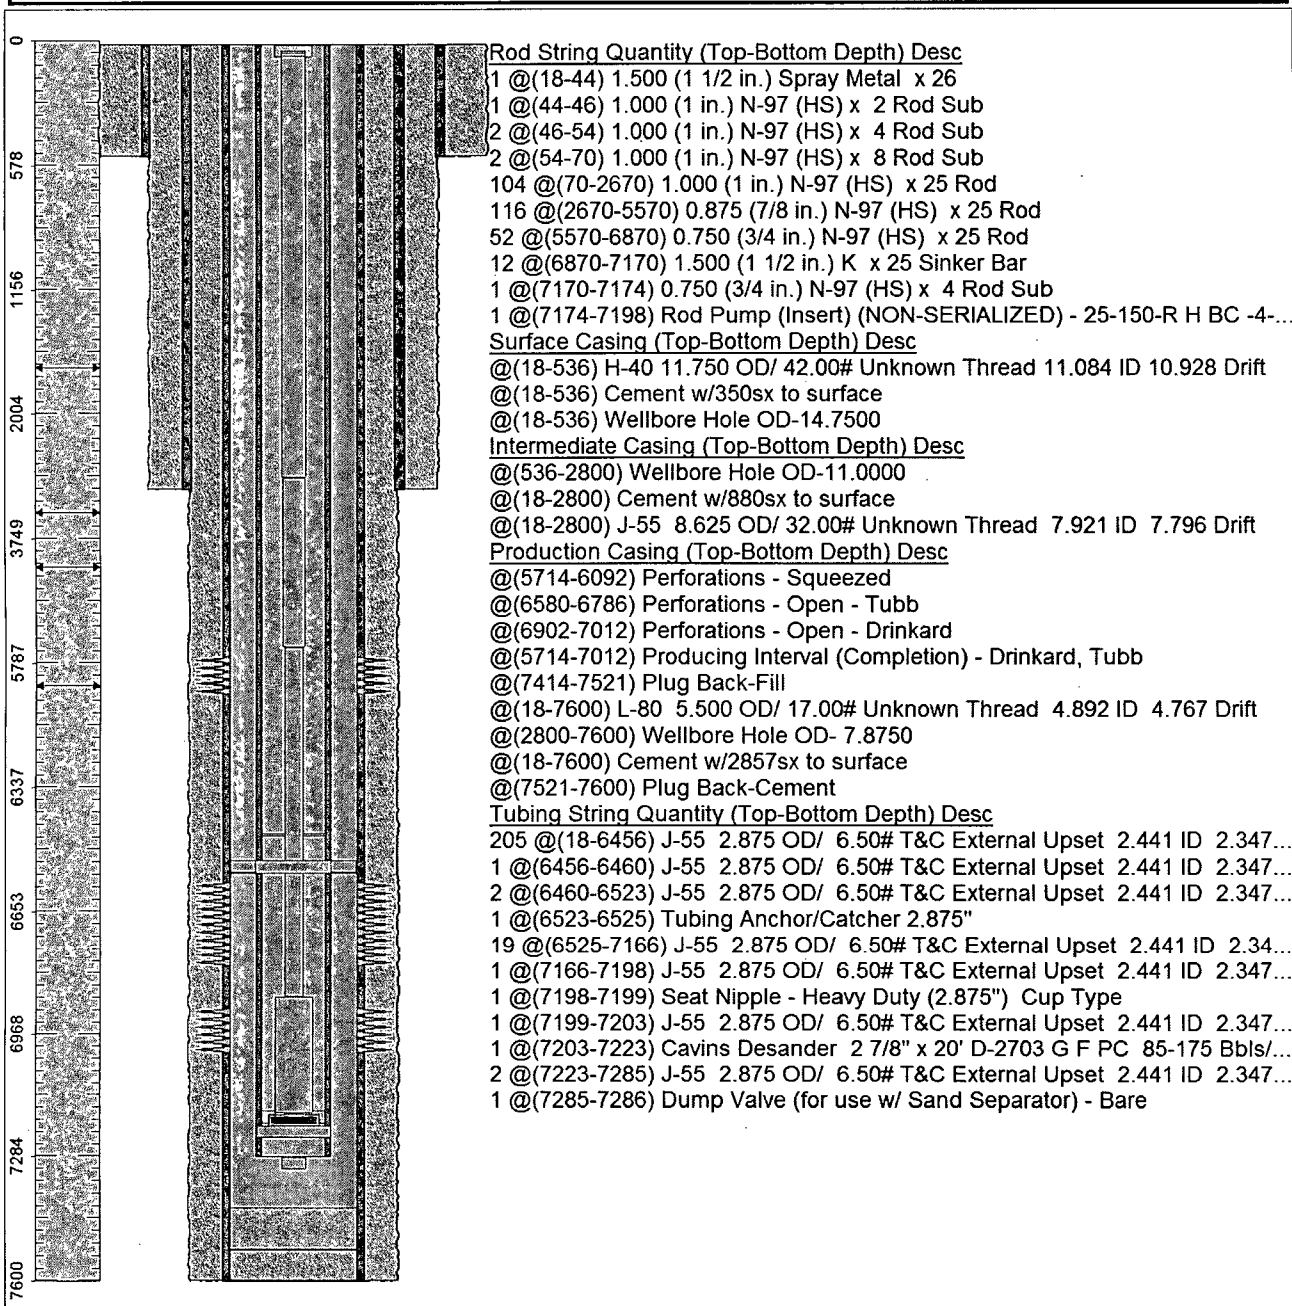 0
578
1156
2004
3749
5787
6337
6653
6968
7284
7600
Rod String Quantity (Top-Bottom Depth) Desc
1 @(18-44) 1.500 (1 1/2 in.) Spray Metal x 26
1 @(44-46) 1.000 (1 in.) N-97 (HS) x 2 Rod Sub
2 @(46-54) 1.000 (1 in.) N-97 (HS) x 4 Rod Sub
2 @(54-70) 1.000 (1 in.) N-97 (HS) x 8 Rod Sub
104 @(70-2670) 1.000 (1 in.) N-97 (HS) x 25 Rod
116 @(2670-5570) 0.875 (7/8 in.) N-97 (HS) x 25 Rod
52 @(5570-6870) 0.750 (3/4 in.) N-97 (HS) x 25 Rod
12 @(6870-7170) 1.500 (1 1/2 in.) K x 25 Sinker Bar
1 @(7170-7174) 0.750 (3/4 in.) N-97 (HS) x 4 Rod Sub
1 @(7174-7198) Rod Pump (Insert) (NON-SERIALIZED) - 25-150-R H BC -4-...
Surface Casing (Top-Bottom Depth) Desc
@(18-536) H-40 11.750 OD/ 42.00# Unknown Thread 11.084 ID 10.928 Drift
@(18-536) Cement w/350sx to surface
@(18-536) Wellbore Hole OD-14.7500
Intermediate Casing (Top-Bottom Depth) Desc
@(536-2800) Wellbore Hole OD-11.0000
@(18-2800) Cement w/880sx to surface
@(18-2800) J-55 8.625 OD/ 32.00# Unknown Thread 7.921 ID 7.796 Drift
Production Casing (Top-Bottom Depth) Desc
@(5714-6092) Perforations - Squeezed
@(6580-6786) Perforations - Open - Tubb
@(6902-7012) Perforations - Open - Drinkard
@(5714-7012) Producing Interval (Completion) - Drinkard, Tubb
@(7414-7521) Plug Back-Fill
@(18-7600) L-80 5.500 OD/ 17.00# Unknown Thread 4.892 ID 4.767 Drift
@(2800-7600) Wellbore Hole OD- 7.8750
@(18-7600) Cement w/2857sx to surface
@(7521-7600) Plug Back-Cement
Tubing String Quantity (Top-Bottom Depth) Desc
205 @(18-6456) J-55 2.875 OD/ 6.50# T&C External Upset 2.441 ID 2.347...
1 @(6456-6460) J-55 2.875 OD/ 6.50# T&C External Upset 2.441 ID 2.347...
2 @(6460-6523) J-55 2.875 OD/ 6.50# T&C External Upset 2.441 ID 2.347...
1 @(6523-6525) Tubing Anchor/Catcher 2.875"
19 @(6525-7166) J-55 2.875 OD/ 6.50# T&C External Upset 2.441 ID 2.34...
1 @(7166-7198) J-55 2.875 OD/ 6.50# T&C External Upset 2.441 ID 2.347...
1 @(7198-7199) Seat Nipple - Heavy Duty (2.875") Cup Type
1 @(7199-7203) J-55 2.875 OD/ 6.50# T&C External Upset 2.441 ID 2.347...
1 @(7203-7223) Cavins Desander 2 7/8" x 20' D-2703 G F PC 85-175 Bbls/...
2 @(7223-7285) J-55 2.875 OD/ 6.50# T&C External Upset 2.441 ID 2.347...
1 @(7285-7286) Dump Valve (for use w/ Sand Separator) - Bare